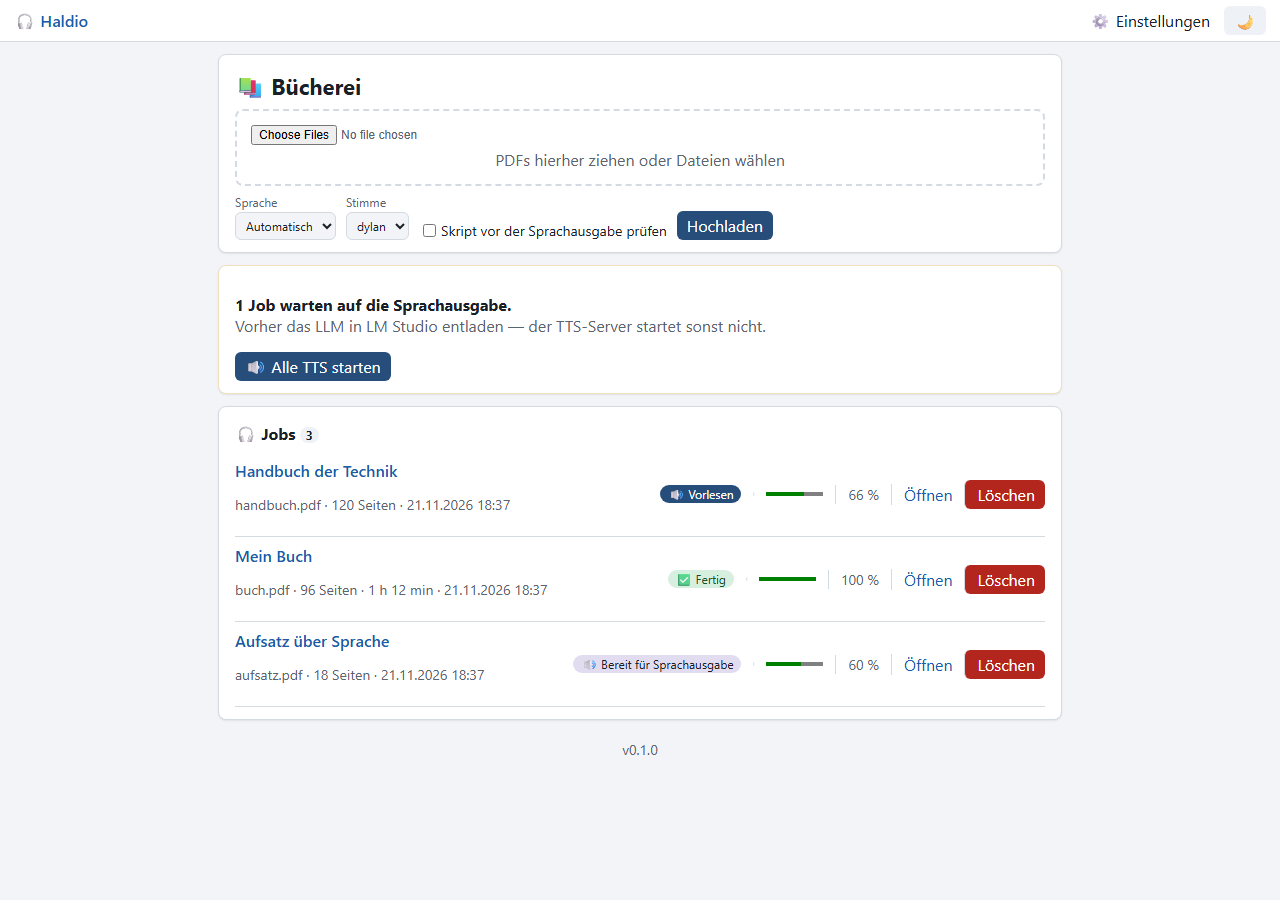 Haldio
Einstellungen
Bücherei
Choose Files No file chosen
PDFs hierher ziehen oder Dateien wählen
Sprache Stimme
Automatisch dylan Skript vor der Sprachausgabe prüfen Hochladen
1 Job warten auf die Sprachausgabe.
Vorher das LLM in LM Studio entladen — der TTS-Server startet sonst nicht.
Alle TTS starten
Jobs 3
Handbuch der Technik
handbuch.pdf · 120 Seiten · 21.11.2026 18:37
Vorlesen 66 % Öffnen Löschen
Mein Buch
buch.pdf · 96 Seiten · 1 h 12 min · 21.11.2026 18:37
Fertig 100 % Öffnen Löschen
Aufsatz über Sprache
aufsatz.pdf · 18 Seiten · 21.11.2026 18:37
Bereit für Sprachausgabe 60 % Öffnen Löschen
v0.1.0